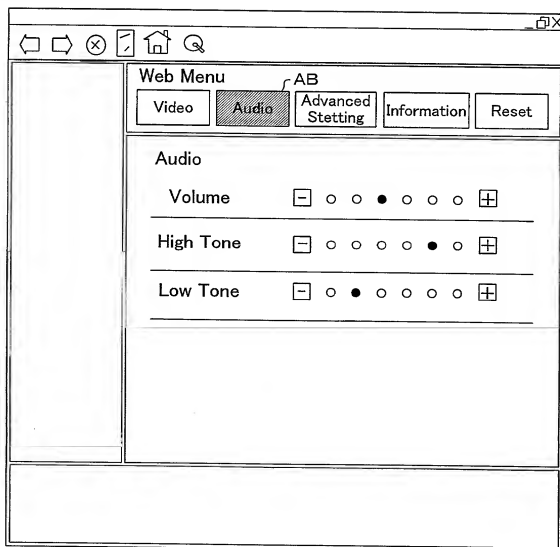 Web Menu
AB
Video
Audio
Advanced
Stetting
Information
Reset
Audio
Volume
High Tone
Low Tone